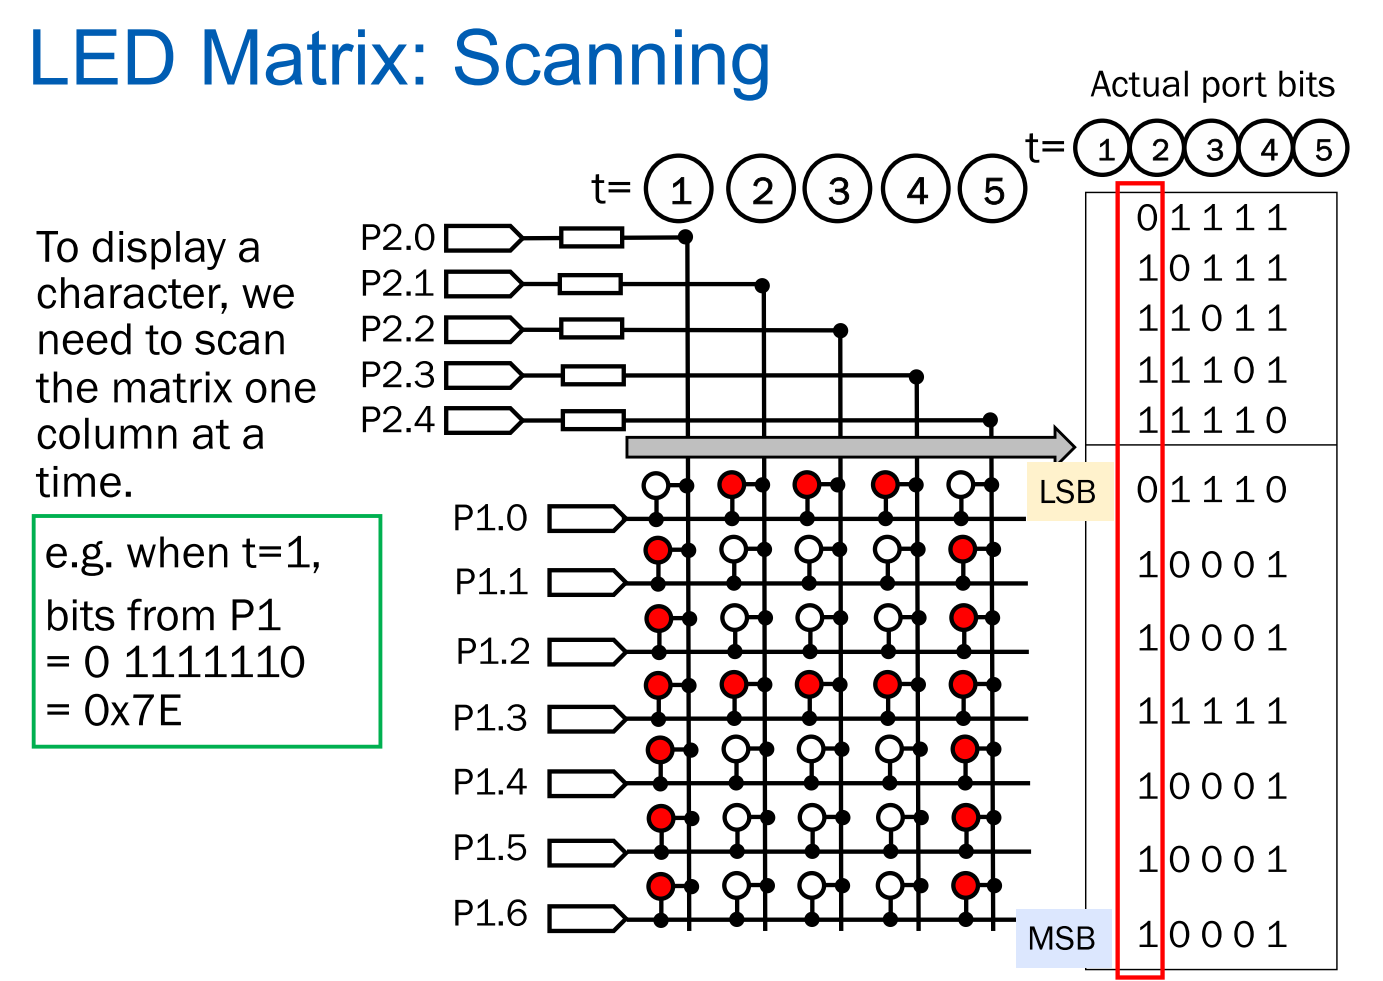 LED Matrix: Scanning
Actual port bits
t= 1 2 3 4 5
t= 1 2 3 4 5
To display a
character, we
need to scan
the matrix one
column at a
time.
e.g. when t=1,
bits from P1
= 0 1111110
= 0x7E
P2.0
P2.1
P2.2
P2.3
P2.4
P1.0
P1.1
P1.2
P1.3
P1.4
P1.5
P1.6
LSB
MSB
0 1 1 1 1
1 0 1 1 1
1 1 0 1 1
1 1 1 0 1
1 1 1 1 0
0 1 1 1 0
1 0 0 0 1
1 0 0 0 1
1 1 1 1 1
1 0 0 0 1
1 0 0 0 1
1 0 0 0 1